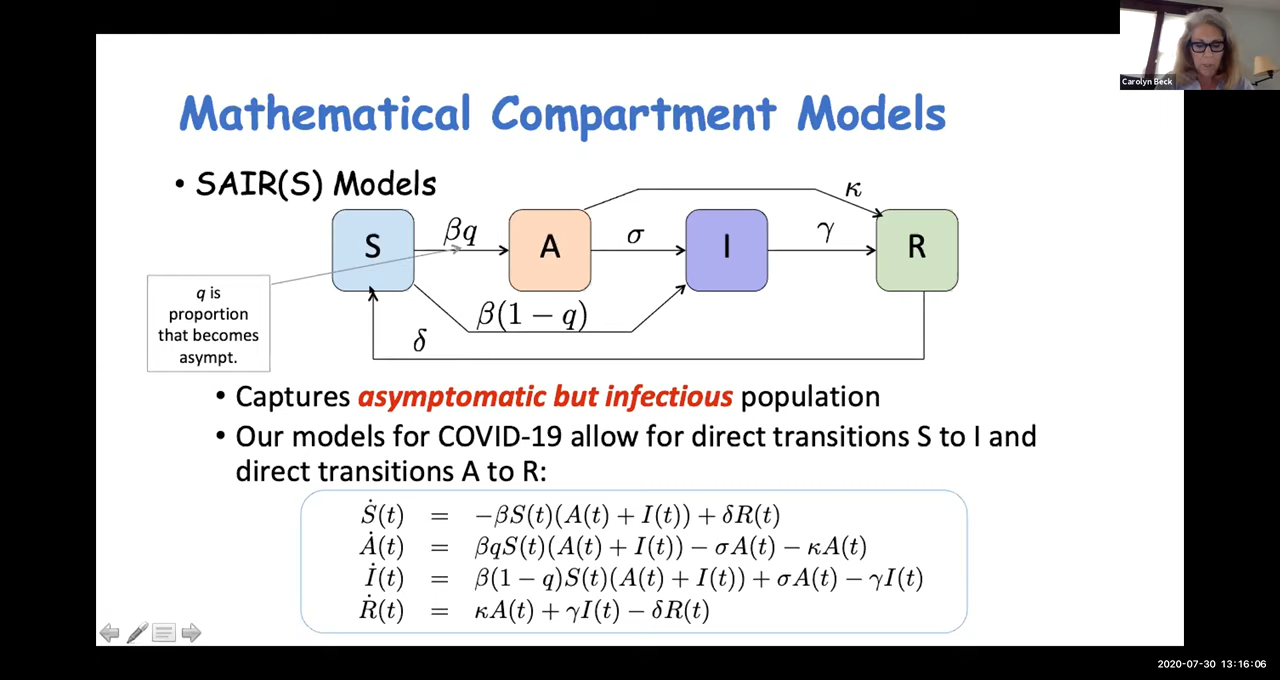 Carolyn Beck
Mathematical Compartment Models
• SAIR(S) Models
κ
S
βq
A
σ
I
γ
R
q is
proportion
that becomes
asympt.
β(1 − q)
δ
• Captures asymptomatic but infectious population
• Our models for COVID-19 allow for direct transitions S to I and
direct transitions A to R:
Ṡ(t) = −βS(t)(A(t) + I(t)) + δR(t)
Ȧ(t) = βqS(t)(A(t) + I(t)) − σA(t) − κA(t)
İ(t) = β(1 − q)S(t)(A(t) + I(t)) + σA(t) − γI(t)
Ṙ(t) = κA(t) + γI(t) − δR(t)
2020-07-30 13:16:06